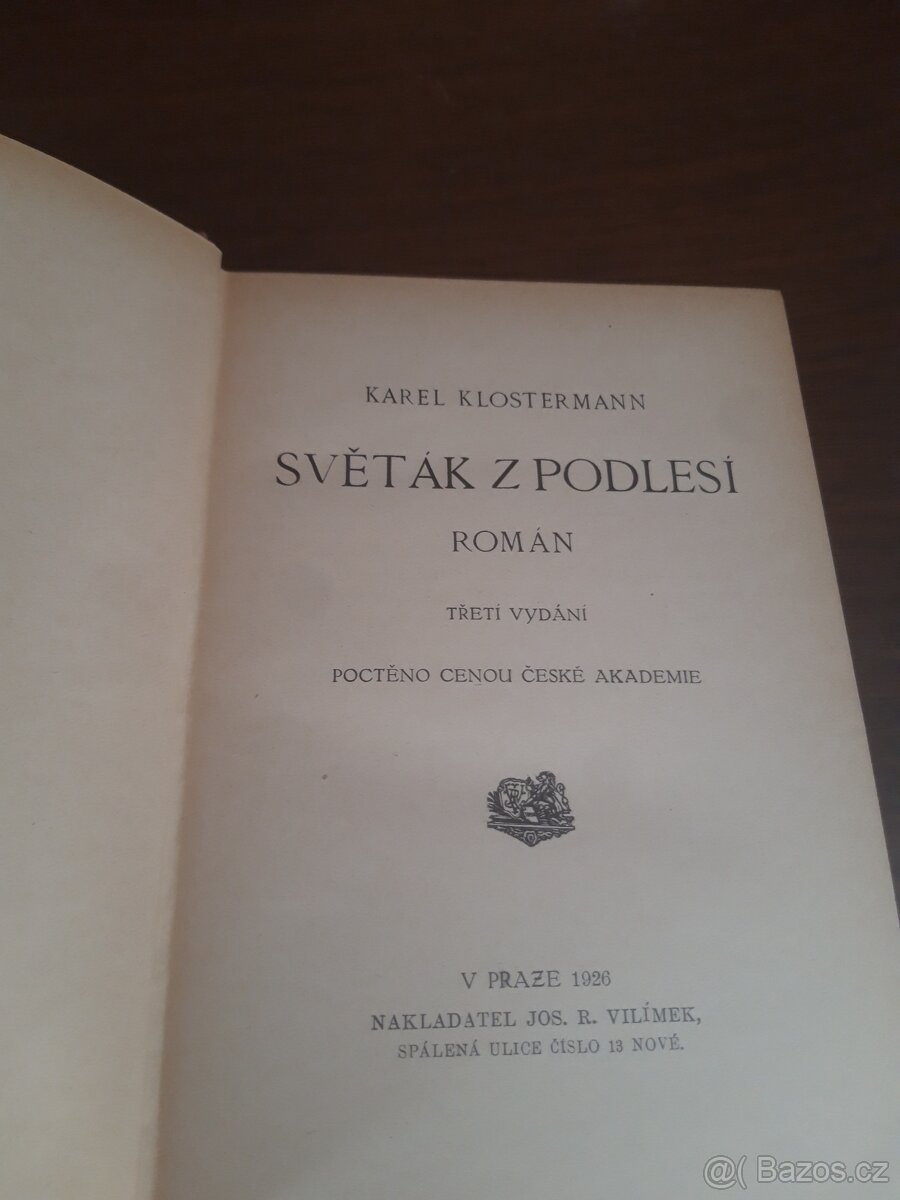 KAREL KLOSTERMANN
SVĚTÁK Z PODLESÍ
ROMÁN
TŘETÍ VYDÁNÍ
POCTĚNO CENOU ČESKÉ AKADEMIE
V PRAZE 1926
NAKLADATEL JOS. R. VILÍMEK,
SPÁLENÁ ULICE ČÍSLO 13 NOVÉ.
@( Bazos.cz